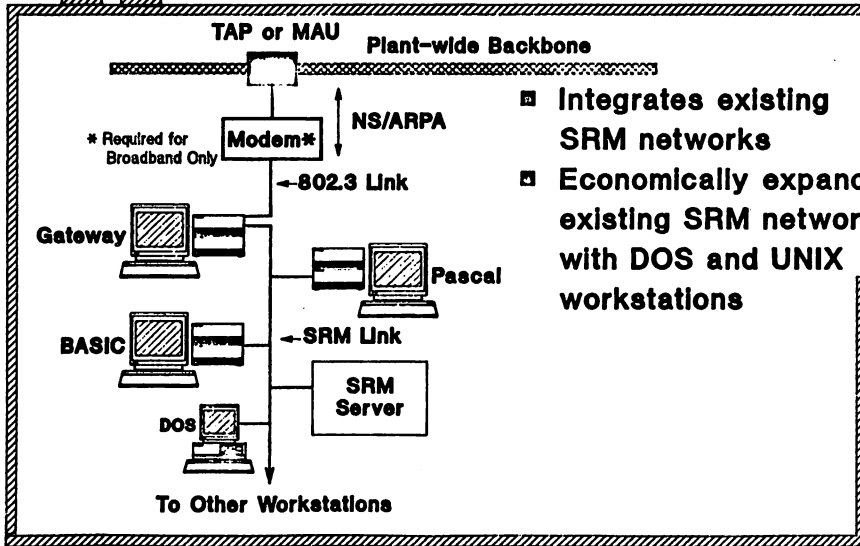 TAP or MAU
Plant-wide Backbone
NS/ARPA
* Required for
Broadband Only
Modem*
802.3 Link
Gateway
Pascal
BASIC
SRM Link
SRM
Server
DOS
To Other Workstations
Integrates existing
SRM networks
Economically expand
existing SRM networ
with DOS and UNIX
workstations